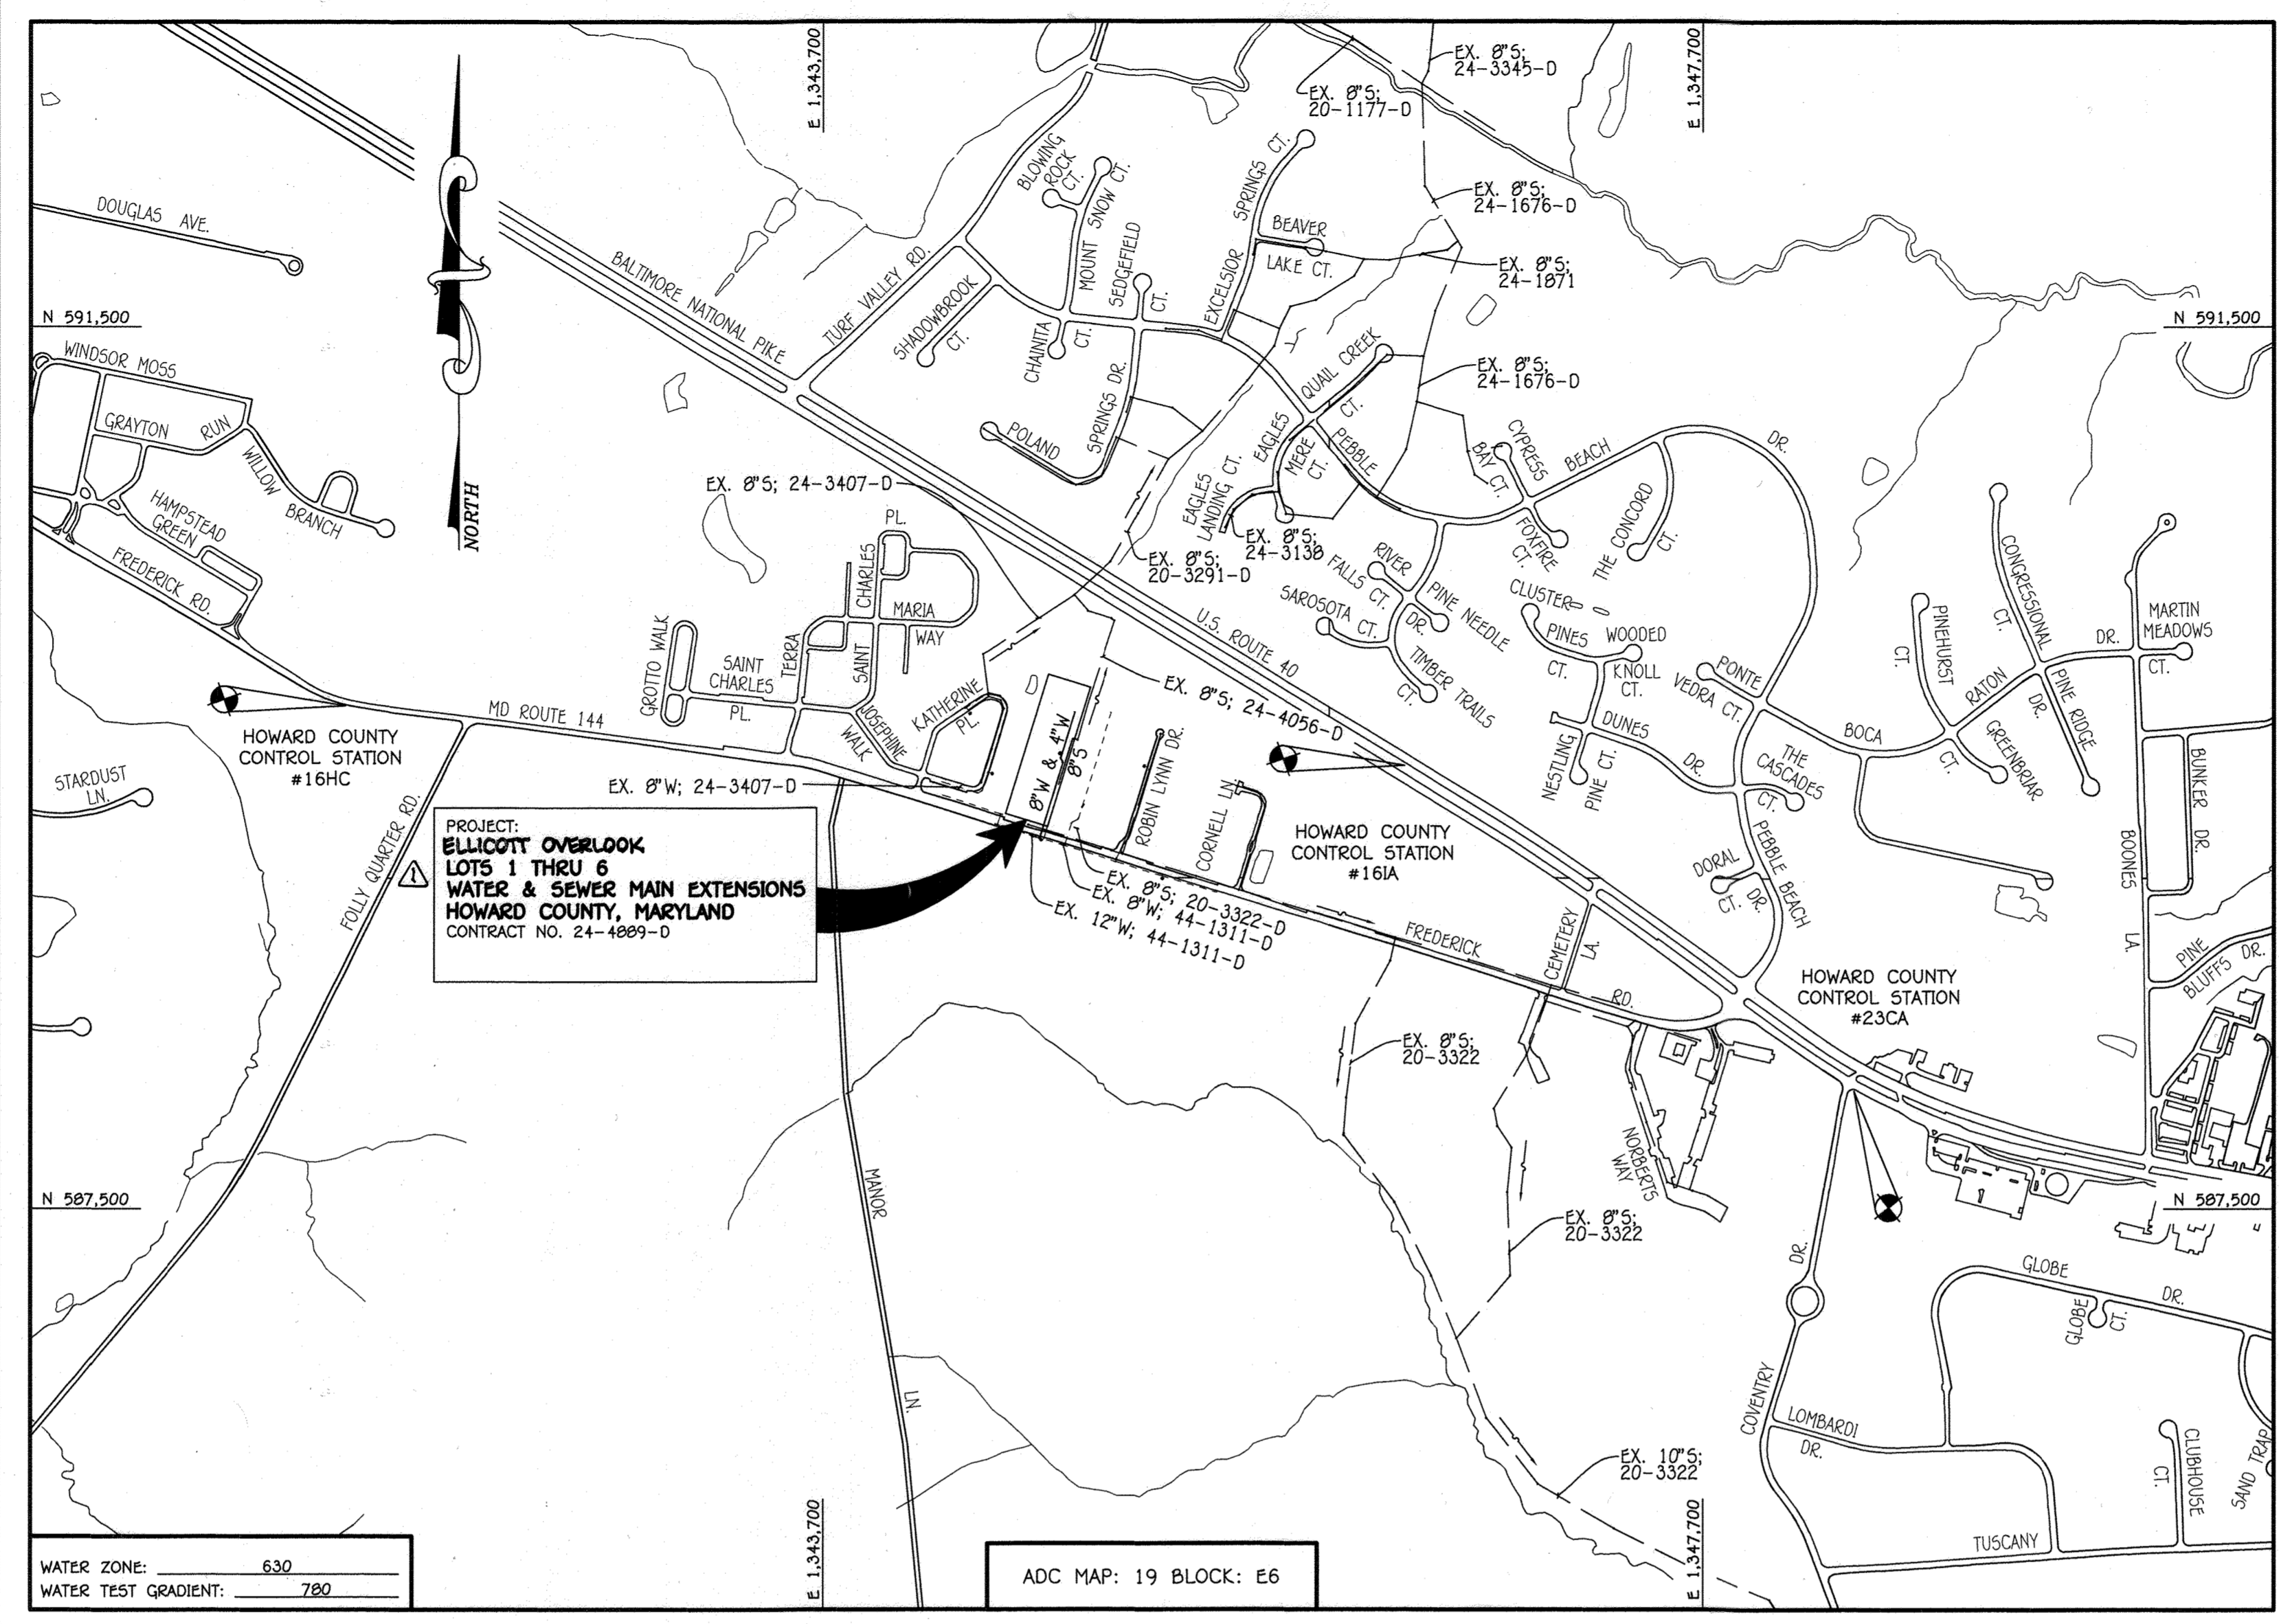 E 1,343,700
E 1,347,700
EX. 8"S;
24-3345-D
EX. 8"S;
20-1177-D
BLOWING
ROCK
CT.
MOUNT SNOW CT.
SEDGEFIELD
CT.
EXCELSIOR SPRINGS CT.
BEAVER
LAKE CT.
EX. 8"S;
24-1676-D
EX. 8"S;
24-1871
DOUGLAS AVE.
BALTIMORE NATIONAL PIKE
TURF VALLEY RD.
SHADOWBROOK
CT.
CHAINITA
CT.
N 591,500
N 591,500
WINDSOR MOSS
GRAYTON RUN
WILLOW
BRANCH
HAMPSTEAD
GREEN
FREDERICK RD.
NORTH
POLAND
SPRINGS DR.
QUAIL CREEK
CT.
EX. 8"S;
24-1676-D
EAGLES
MERE
CT.
PEBBLE
BEACH
DR.
BAY CT.
CYPRESS
EAGLES
LANDING CT.
EX. 8"S; 24-3407-D
EX. 8"S;
24-3138
EX. 8"S;
20-3291-D
FOXFIRE
CT.
THE CONCORD
CT.
RIVER
FALLS
CT.
SAROSOTA CT.
PINE NEEDLE
DR.
TIMBER TRAILS
CT.
CLUSTER
PINES
CT.
WOODED
KNOLL
CT.
PONTE
VEDRA CT.
DUNES
DR.
NESTLING
PINE CT.
THE
CASCADES
CT.
CONGRESSIONAL
CT.
PINEHURST
CT.
MARTIN
MEADOWS
CT.
DR.
RATON
BOCA
PINE RIDGE
DR.
GREENBRIAR
CT.
BUNKER
DR.
BOONES
LA.
PL.
SAINT CHARLES
MARIA
WAY
TERRA
GROTTO WALK
SAINT
CHARLES
PL.
JOSEPHINE
WALK
KATHERINE
PL.
U.S. ROUTE 40
EX. 8"S; 24-4056-D
MD ROUTE 144
HOWARD COUNTY
CONTROL STATION
#16HC
STARDUST
LN.
FOLLY QUARTER RD.
EX. 8"W; 24-3407-D
8"W & 4"W
8"S
ROBIN LYNN DR.
CORNELL LN.
HOWARD COUNTY
CONTROL STATION
#16IA
PROJECT:
ELLICOTT OVERLOOK
LOTS 1 THRU 6
WATER & SEWER MAIN EXTENSIONS
HOWARD COUNTY, MARYLAND
CONTRACT NO. 24-4889-D
1
EX. 8"S; 20-3322-D
EX. 8"W; 44-1311-D
EX. 12"W; 44-1311-D
FREDERICK
RD.
CEMETERY
LA.
DORAL
CT.
PEBBLE BEACH
DR.
PINE
BLUFFS DR.
HOWARD COUNTY
CONTROL STATION
#23CA
EX. 8"S;
20-3322
NORBERTS
WAY
MANOR
LN.
N 587,500
N 587,500
EX. 8"S;
20-3322
DR.
COVENTRY
GLOBE
DR.
GLOBE
CT.
LOMBARDI
DR.
CLUBHOUSE
CT.
SAND TRAP
EX. 10"S;
20-3322
TUSCANY
E 1,343,700
E 1,347,700
WATER ZONE: 630
WATER TEST GRADIENT: 780
ADC MAP: 19 BLOCK: E6